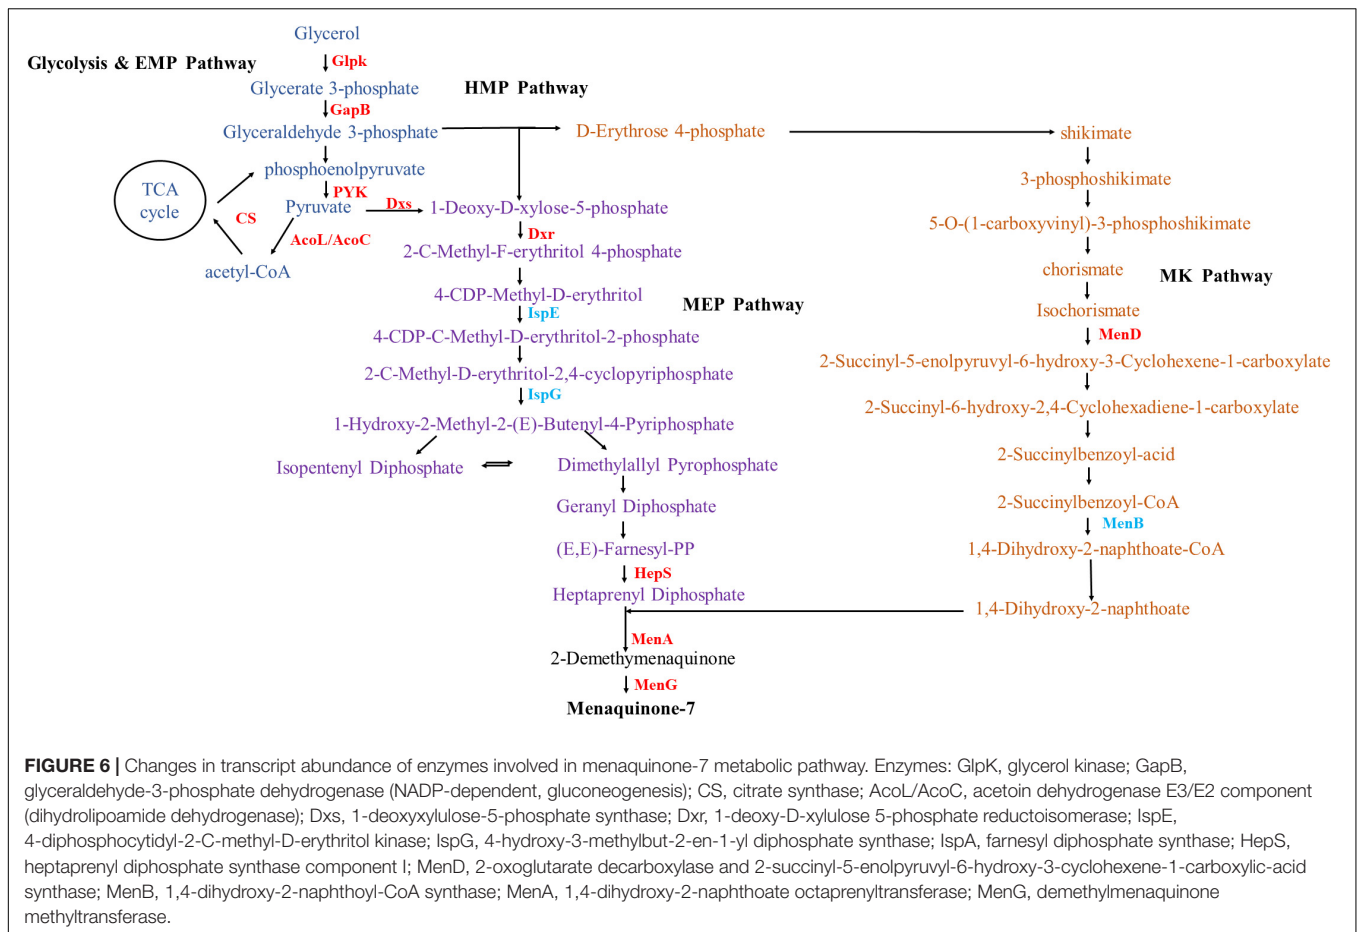 Glycerol
Glpk
Glycolysis & EMP Pathway
Glycerate 3-phosphate
HMP Pathway
GapB
Glyceraldehyde 3-phosphate
D-Erythrose 4-phosphate
shikimate
phosphoenolpyruvate
3-phosphoshikimate
TCA
cycle
PYK
Dxs
CS
Pyruvate
1-Deoxy-D-xylose-5-phosphate
5-O-(1-carboxyvinyl)-3-phosphoshikimate
Dxr
AcoL/AcoC
2-C-Methyl-F-erythritol 4-phosphate
acetyl-CoA
chorismate
MK Pathway
4-CDP-Methyl-D-erythritol
MEP Pathway
Isochorismate
IspE
4-CDP-C-Methyl-D-erythritol-2-phosphate
MenD
2-Succinyl-5-enolpyruvyl-6-hydroxy-3-Cyclohexene-1-carboxylate
2-C-Methyl-D-erythritol-2,4-cyclopyriphosphate
IspG
2-Succinyl-6-hydroxy-2,4-Cyclohexadiene-1-carboxylate
1-Hydroxy-2-Methyl-2-(E)-Butenyl-4-Pyriphosphate
2-Succinylbenzoyl-acid
Isopentenyl Diphosphate
Dimethylallyl Pyrophosphate
2-Succinylbenzoyl-CoA
Geranyl Diphosphate
MenB
(E,E)-Farnesyl-PP
1,4-Dihydroxy-2-naphthoate-CoA
HepS
Heptaprenyl Diphosphate
1,4-Dihydroxy-2-naphthoate
MenA
2-Demethymenaquinone
MenG
Menaquinone-7
FIGURE 6 | Changes in transcript abundance of enzymes involved in menaquinone-7 metabolic pathway. Enzymes: GlpK, glycerol kinase; GapB,
glyceraldehyde-3-phosphate dehydrogenase (NADP-dependent, gluconeogenesis); CS, citrate synthase; AcoL/AcoC, acetoin dehydrogenase E3/E2 component
(dihydrolipoamide dehydrogenase); Dxs, 1-deoxyxylulose-5-phosphate synthase; Dxr, 1-deoxy-D-xylulose 5-phosphate reductoisomerase; IspE,
4-diphosphocytidyl-2-C-methyl-D-erythritol kinase; IspG, 4-hydroxy-3-methylbut-2-en-1-yl diphosphate synthase; IspA, farnesyl diphosphate synthase; HepS,
heptaprenyl diphosphate synthase component I; MenD, 2-oxoglutarate decarboxylase and 2-succinyl-5-enolpyruvyl-6-hydroxy-3-cyclohexene-1-carboxylic-acid
synthase; MenB, 1,4-dihydroxy-2-naphthoyl-CoA synthase; MenA, 1,4-dihydroxy-2-naphthoate octaprenyltransferase; MenG, demethylmenaquinone
methyltransferase.